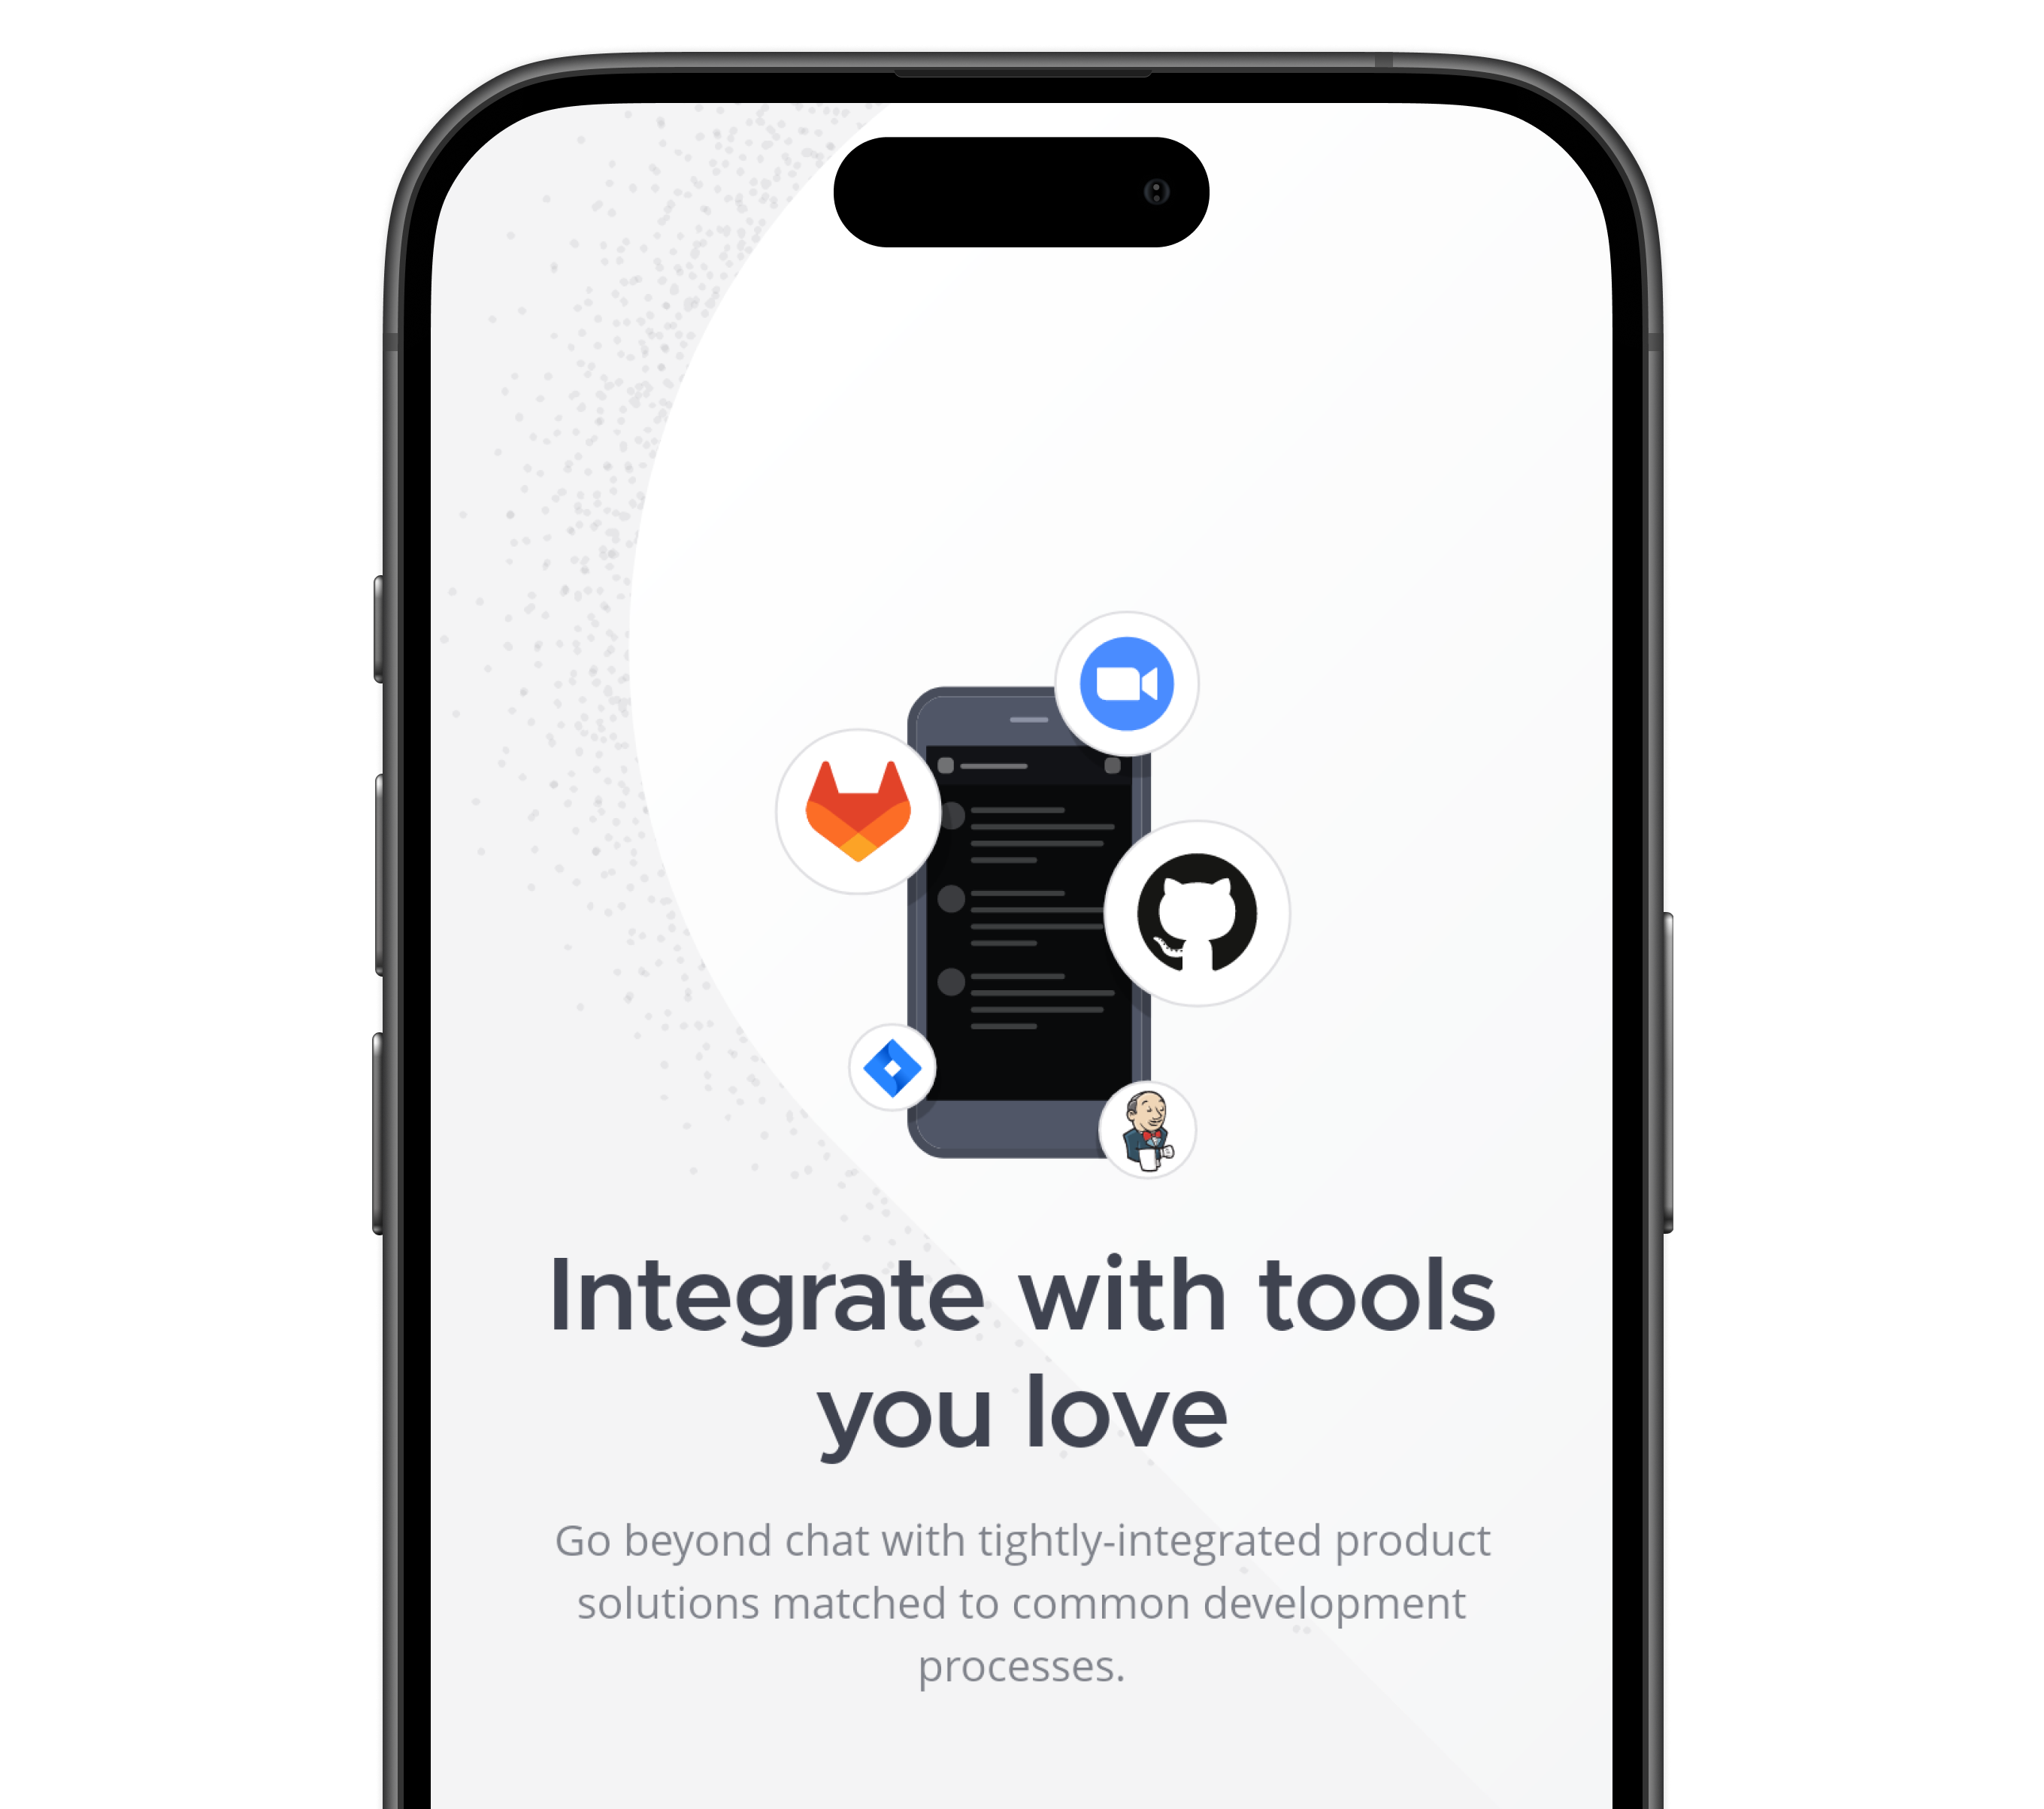 Integrate with tools
you love
Go beyond chat with tightly-integrated product
solutions matched to common development
processes.